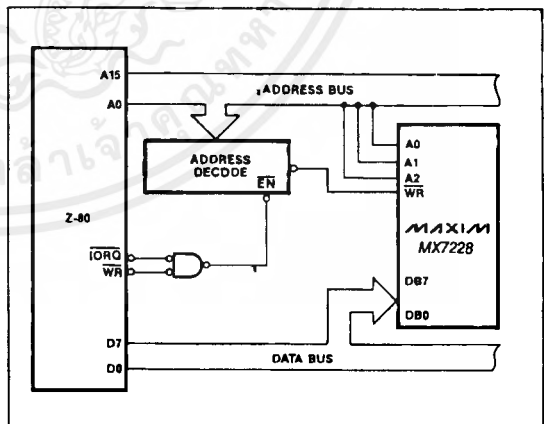 A15
ADDRESS BUS
A0
ADDRESS
DECODE
EN
A0
A1
A2
WR
Z-80
MAXIM
MX7228
IORQ
WR
DB7
DB0
D7
D0
DATA BUS